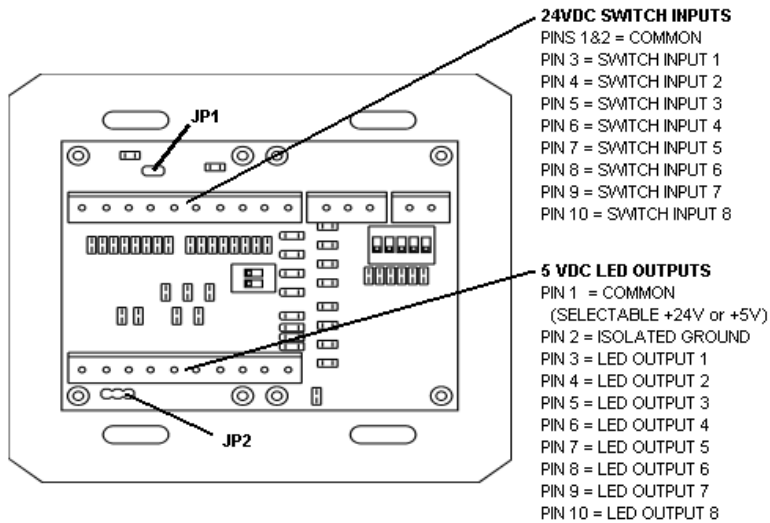 24VDC SWITCH INPUTS
PINS 1&2 = COMMON
PIN 3 = SWITCH INPUT 1
PIN 4 = SWITCH INPUT 2
PIN 5 = SWITCH INPUT 3
PIN 6 = SWITCH INPUT 4
PIN 7 = SWITCH INPUT 5
PIN 8 = SWITCH INPUT 6
PIN 9 = SWITCH INPUT 7
PIN 10 = SWITCH INPUT 8
JP1
5 VDC LED OUTPUTS
PIN 1 = COMMON
(SELECTABLE +24V or +5V)
PIN 2 = ISOLATED GROUND
PIN 3 = LED OUTPUT 1
PIN 4 = LED OUTPUT 2
PIN 5 = LED OUTPUT 3
PIN 6 = LED OUTPUT 4
PIN 7 = LED OUTPUT 5
PIN 8 = LED OUTPUT 6
PIN 9 = LED OUTPUT 7
PIN 10 = LED OUTPUT 8
JP2